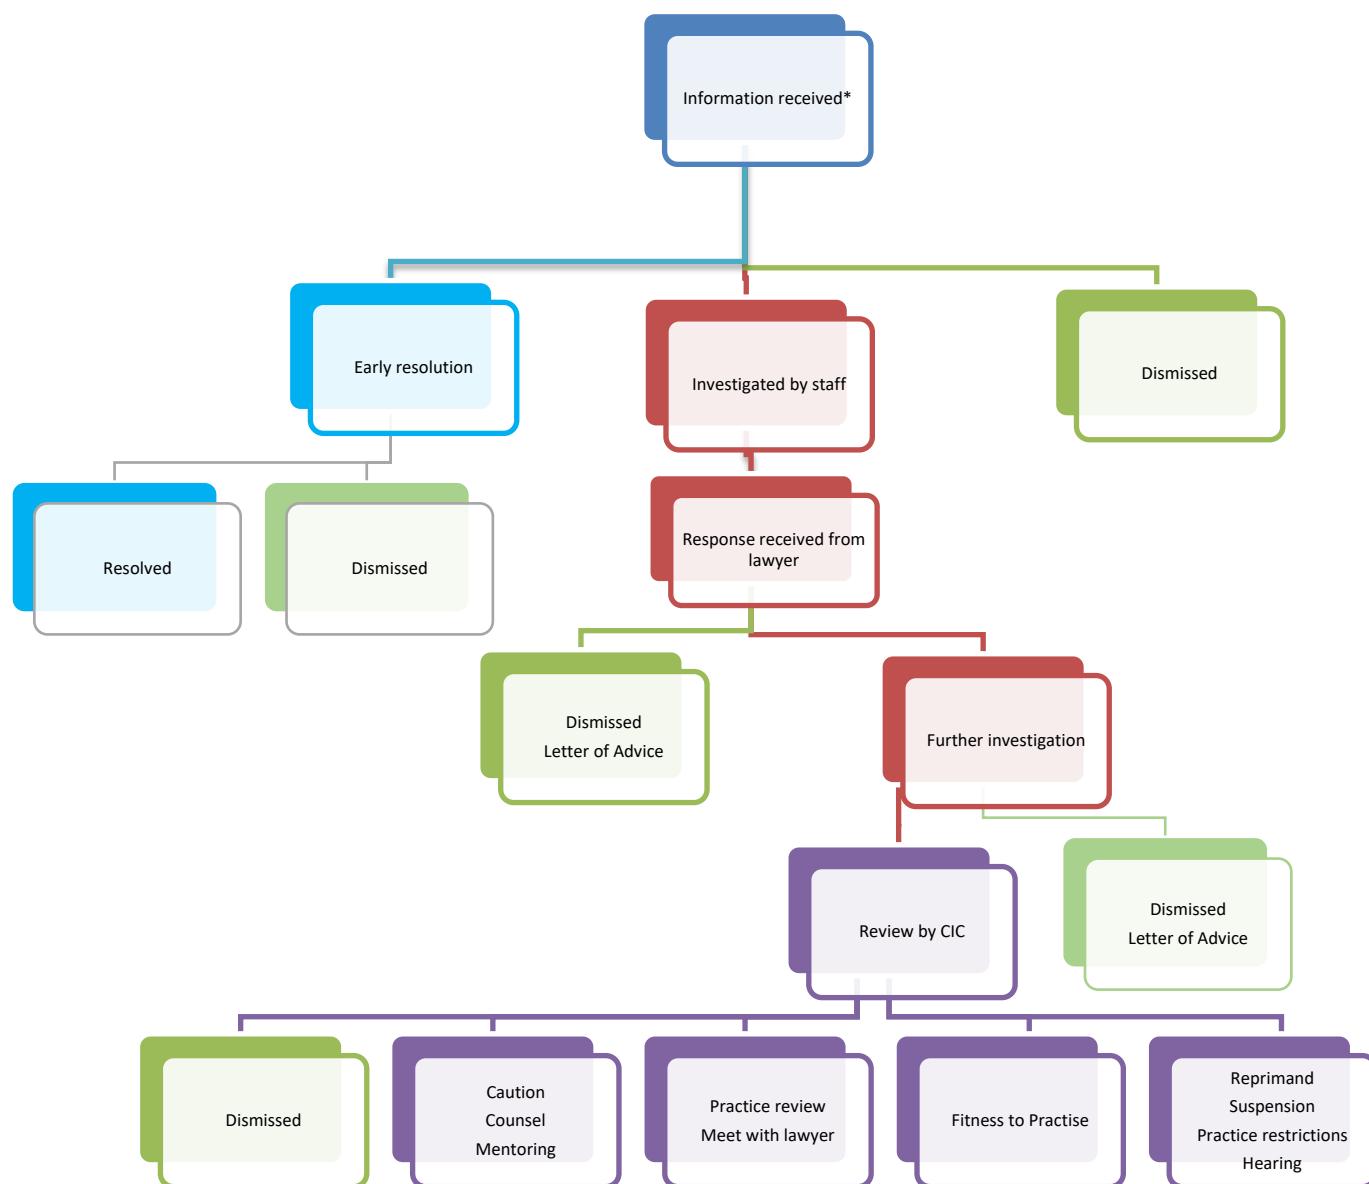 Information received*
Early resolution
Investigated by staff
Dismissed
Resolved
Dismissed
Response received from
lawyer
Dismissed
Letter of Advice
Further investigation
Review by CIC
Dismissed
Letter of Advice
Dismissed
Caution
Counsel
Mentoring
Practice review
Meet with lawyer
Fitness to Practise
Reprimand
Suspension
Practice restrictions
Hearing